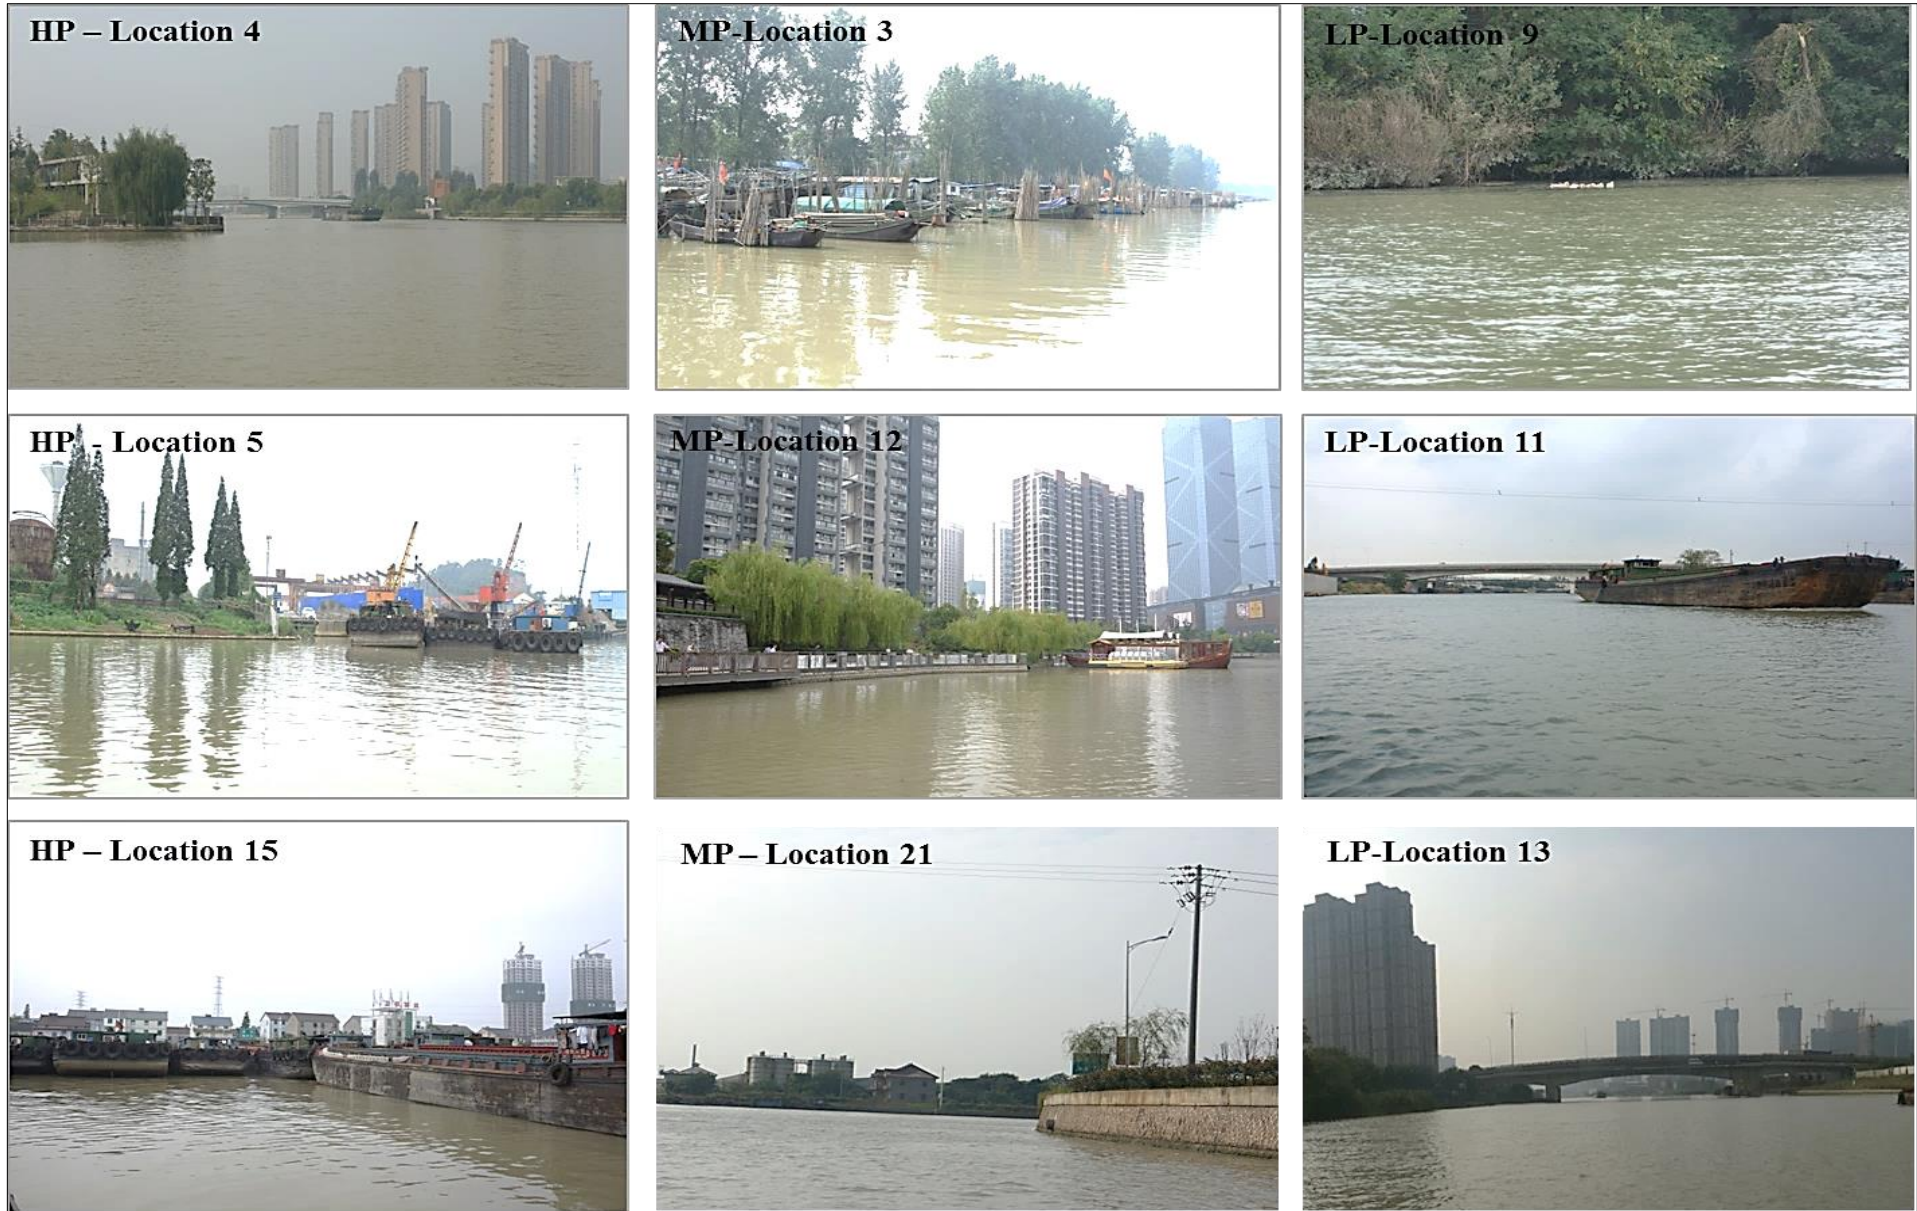 HP – Location 4
MP-Location 3
LP-Location 9
HP - Location 5
MP-Location 12
LP-Location 11
HP – Location 15
MP – Location 21
LP-Location 13